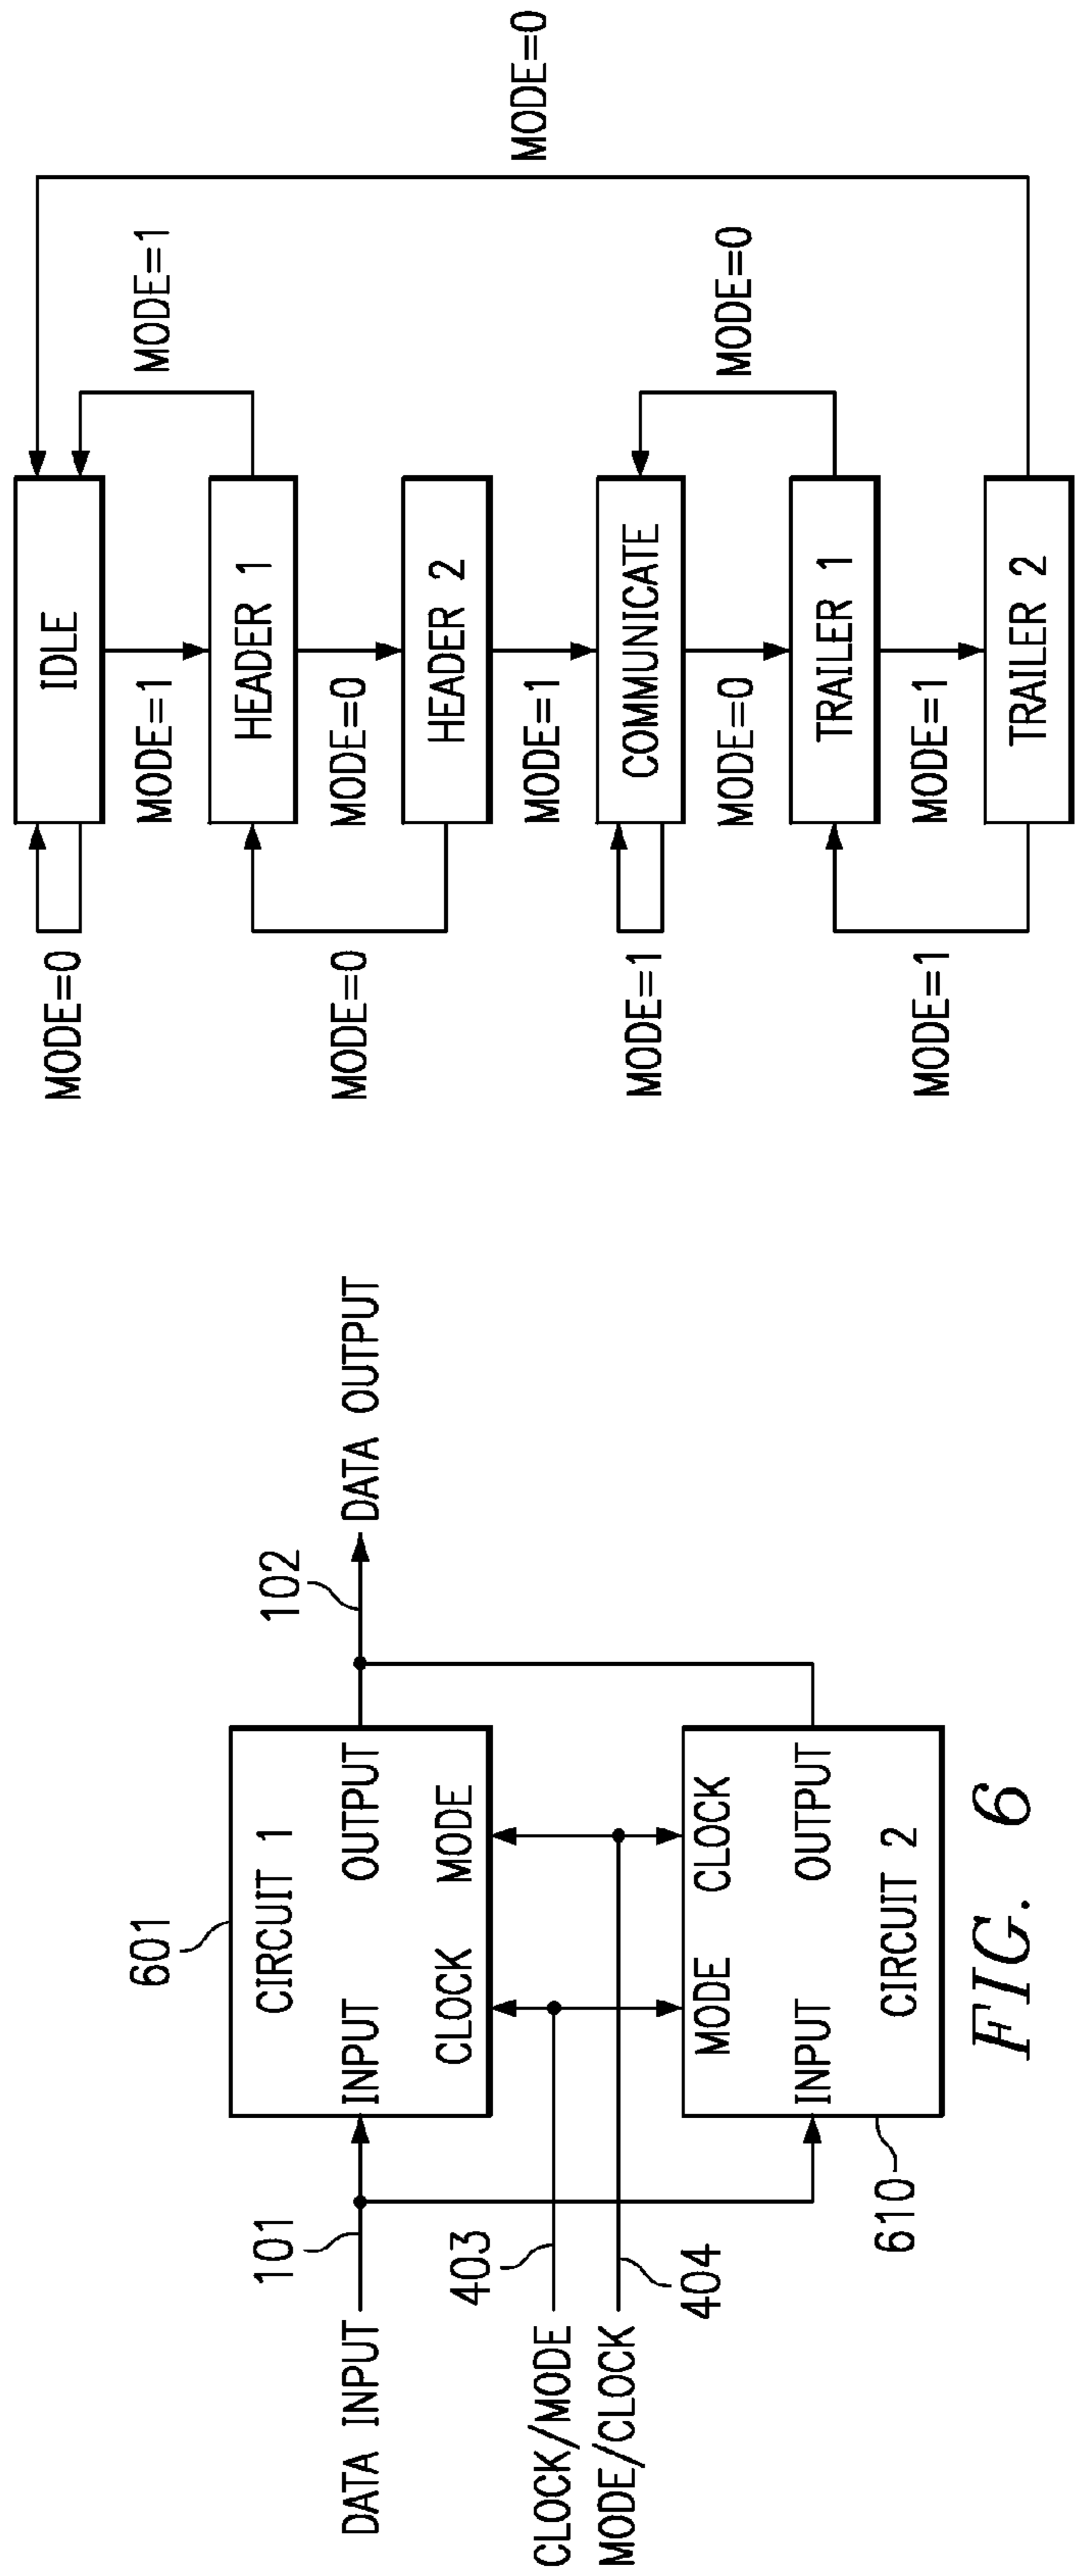 DATA INPUT
101
601
CIRCUIT 1
INPUT
OUTPUT
CLOCK
MODE
102
DATA OUTPUT
CLOCK/MODE
403
MODE/CLOCK
404
MODE
CLOCK
INPUT
OUTPUT
CIRCUIT 2
610
FIG. 6
MODE=0
IDLE
MODE=1
MODE=1
HEADER 1
MODE=0
MODE=0
HEADER 2
MODE=1
MODE=1
COMMUNICATE
MODE=0
MODE=0
TRAILER 1
MODE=1
MODE=1
TRAILER 2
MODE=0